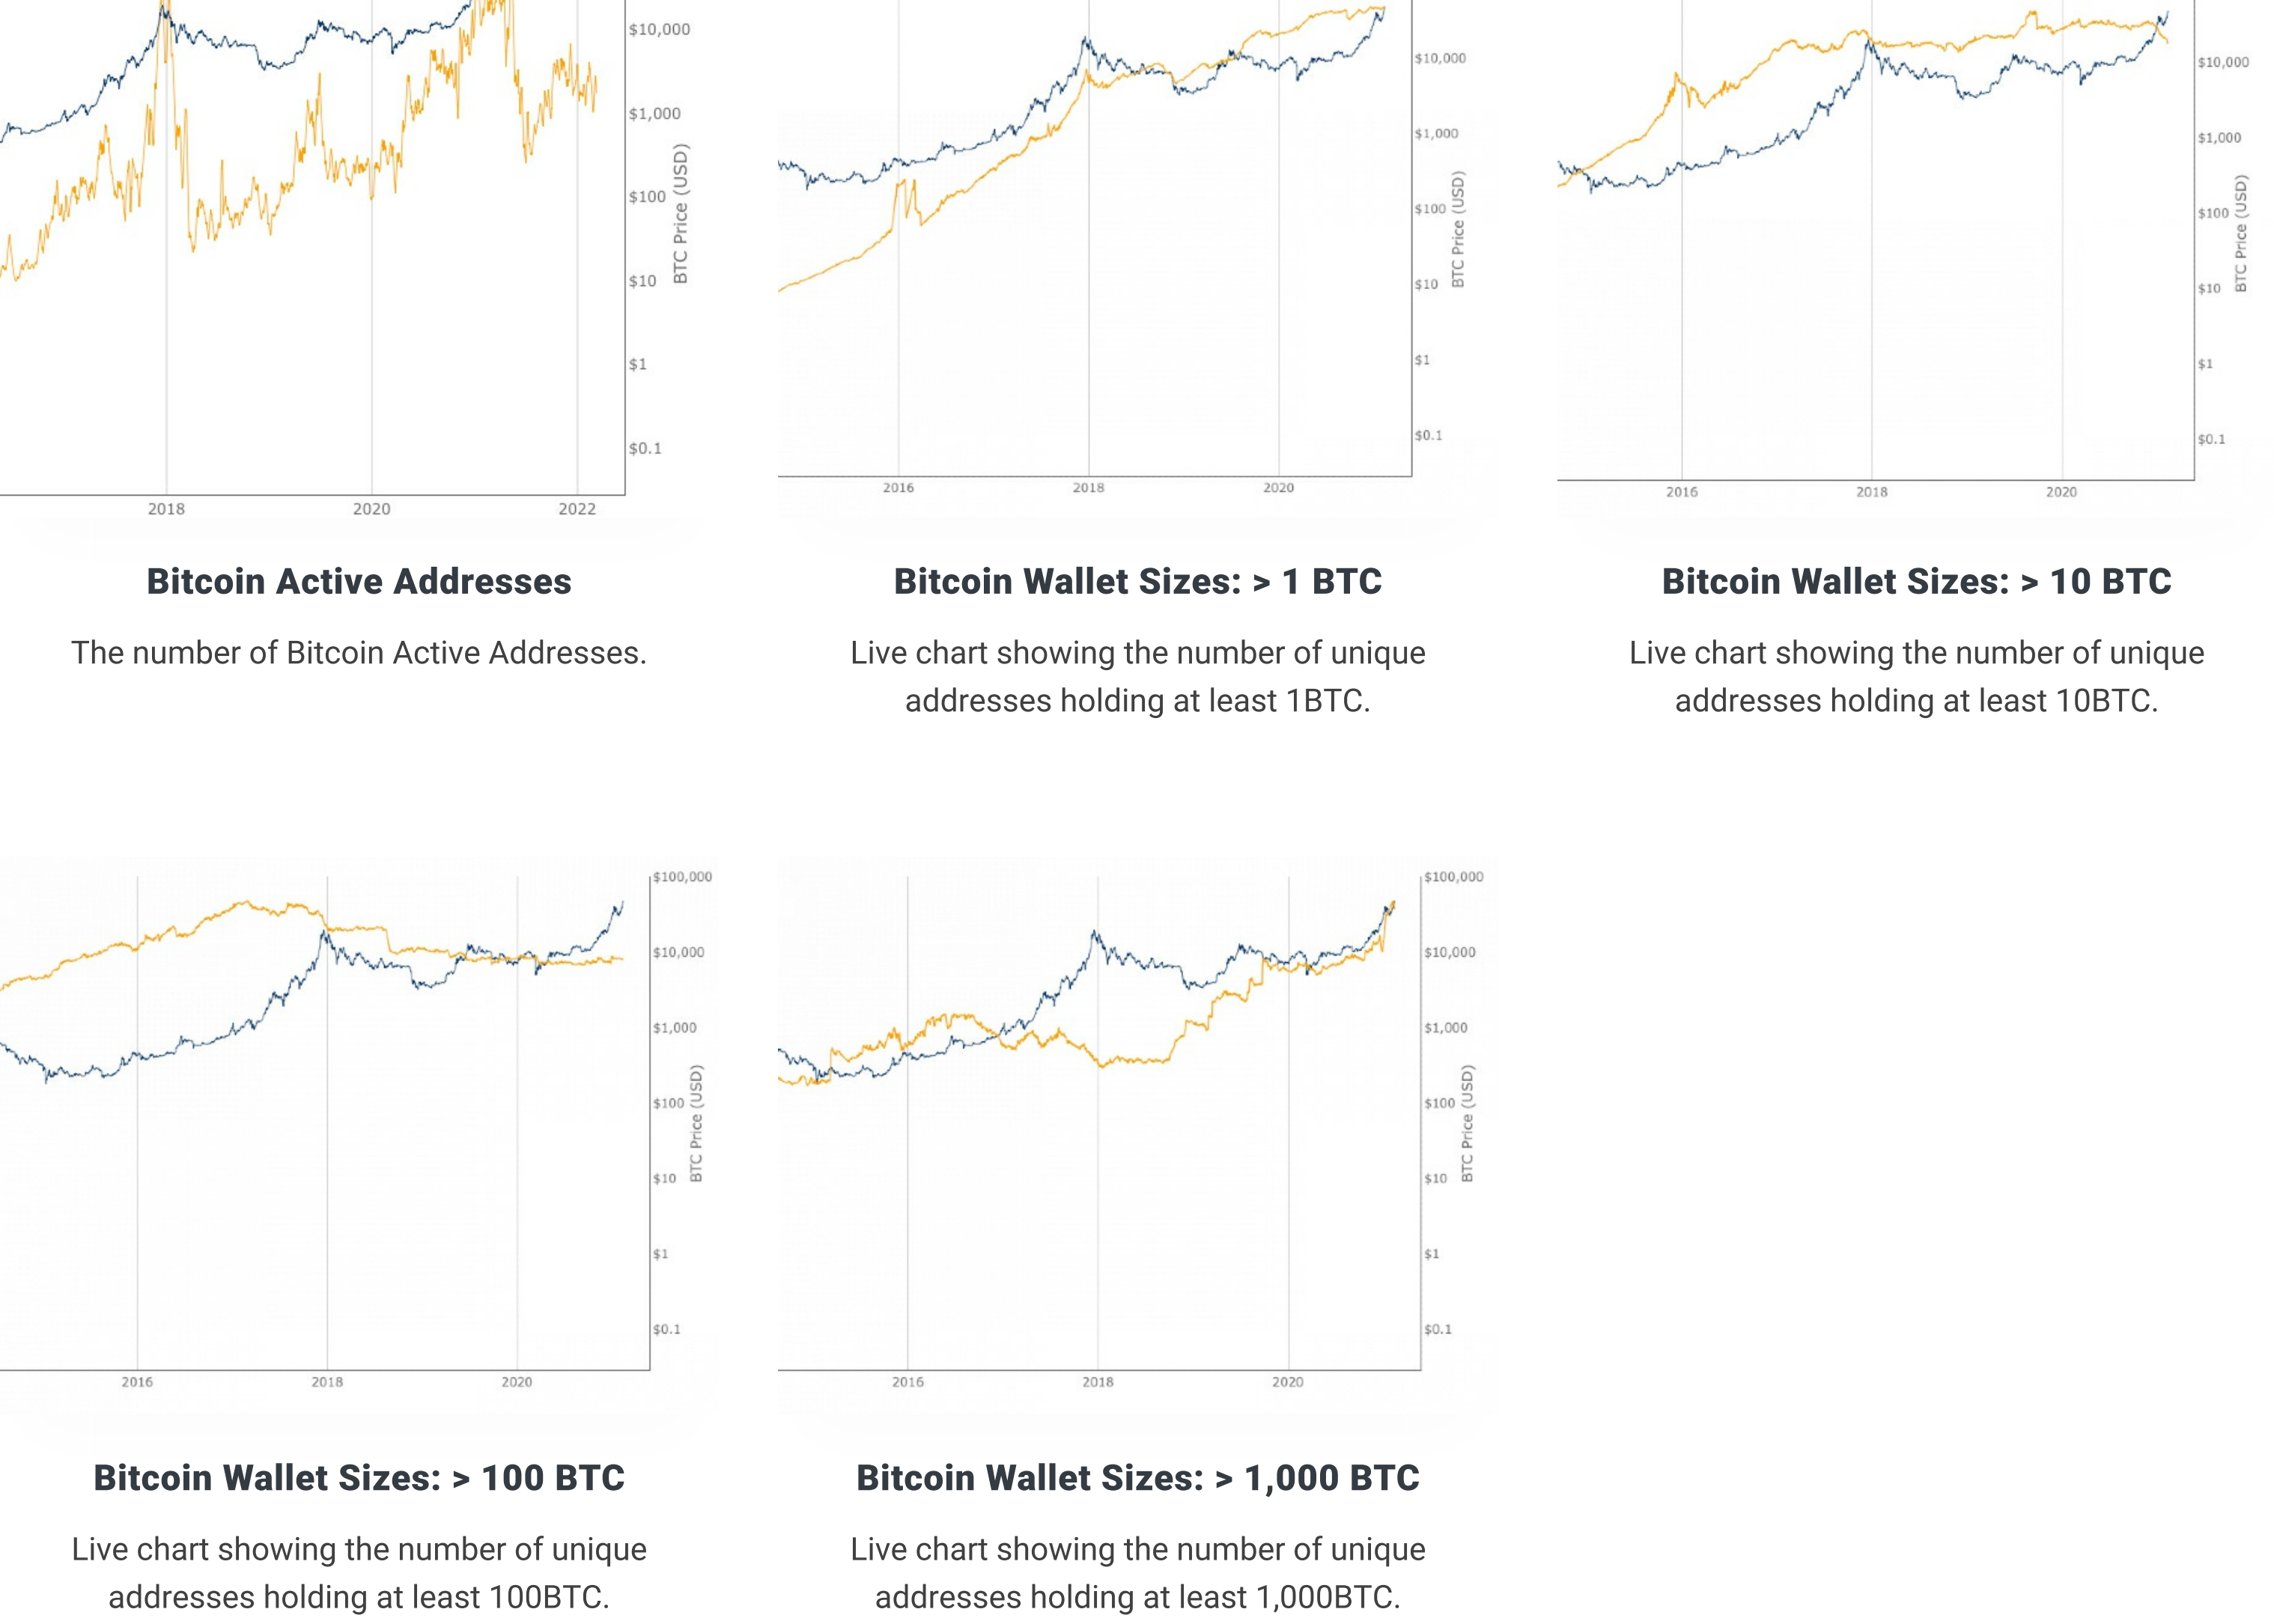 $10,000
$1,000
$100
$10
$1
$0.1
BTC Price (USD)
2018 2020 2022
Bitcoin Active Addresses
The number of Bitcoin Active Addresses.
$10,000
$1,000
$100
$10
$1
$0.1
BTC Price (USD)
2016 2018 2020
Bitcoin Wallet Sizes: > 1 BTC
Live chart showing the number of unique
addresses holding at least 1BTC.
$10,000
$1,000
$100
$10
$1
$0.1
BTC Price (USD)
2016 2018 2020
Bitcoin Wallet Sizes: > 10 BTC
Live chart showing the number of unique
addresses holding at least 10BTC.
$100,000
$10,000
$1,000
$100
$10
$1
$0.1
BTC Price (USD)
2016 2018 2020
Bitcoin Wallet Sizes: > 100 BTC
Live chart showing the number of unique
addresses holding at least 100BTC.
$100,000
$10,000
$1,000
$100
$10
$1
$0.1
BTC Price (USD)
2016 2018 2020
Bitcoin Wallet Sizes: > 1,000 BTC
Live chart showing the number of unique
addresses holding at least 1,000BTC.